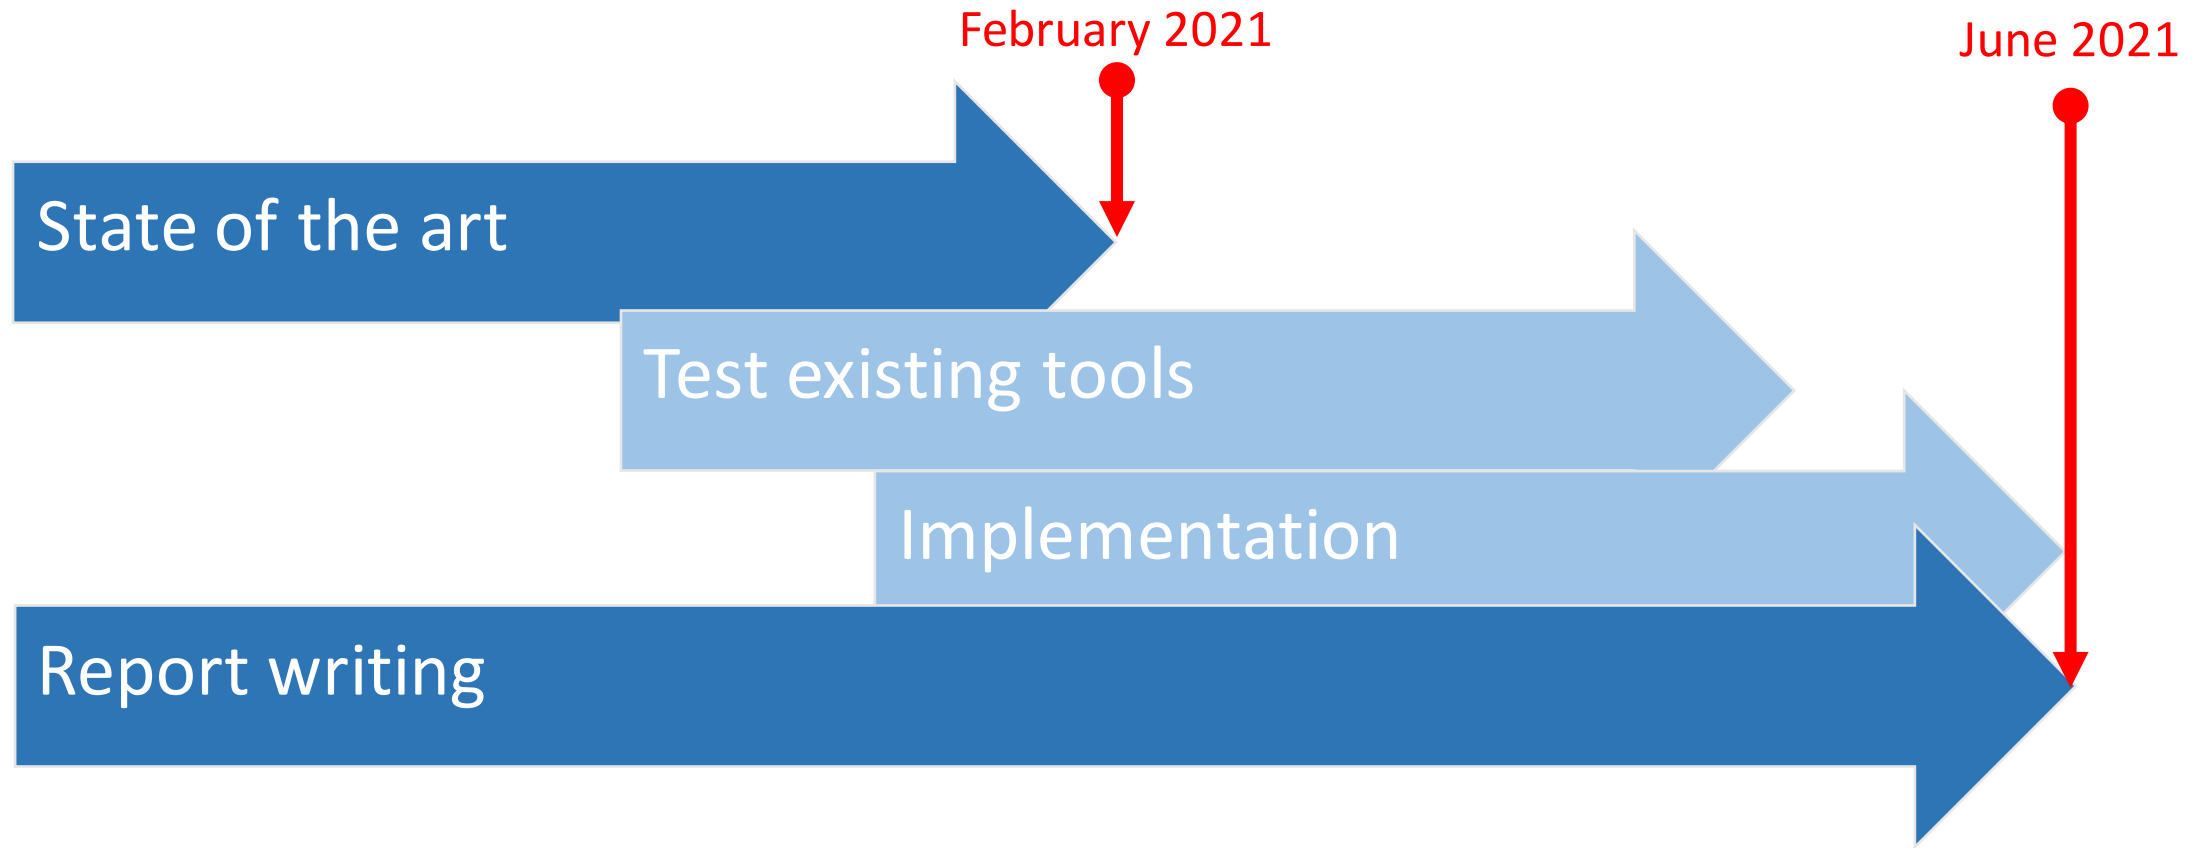 February 2021
June 2021
State of the art
Test existing tools
Implementation
Report writing